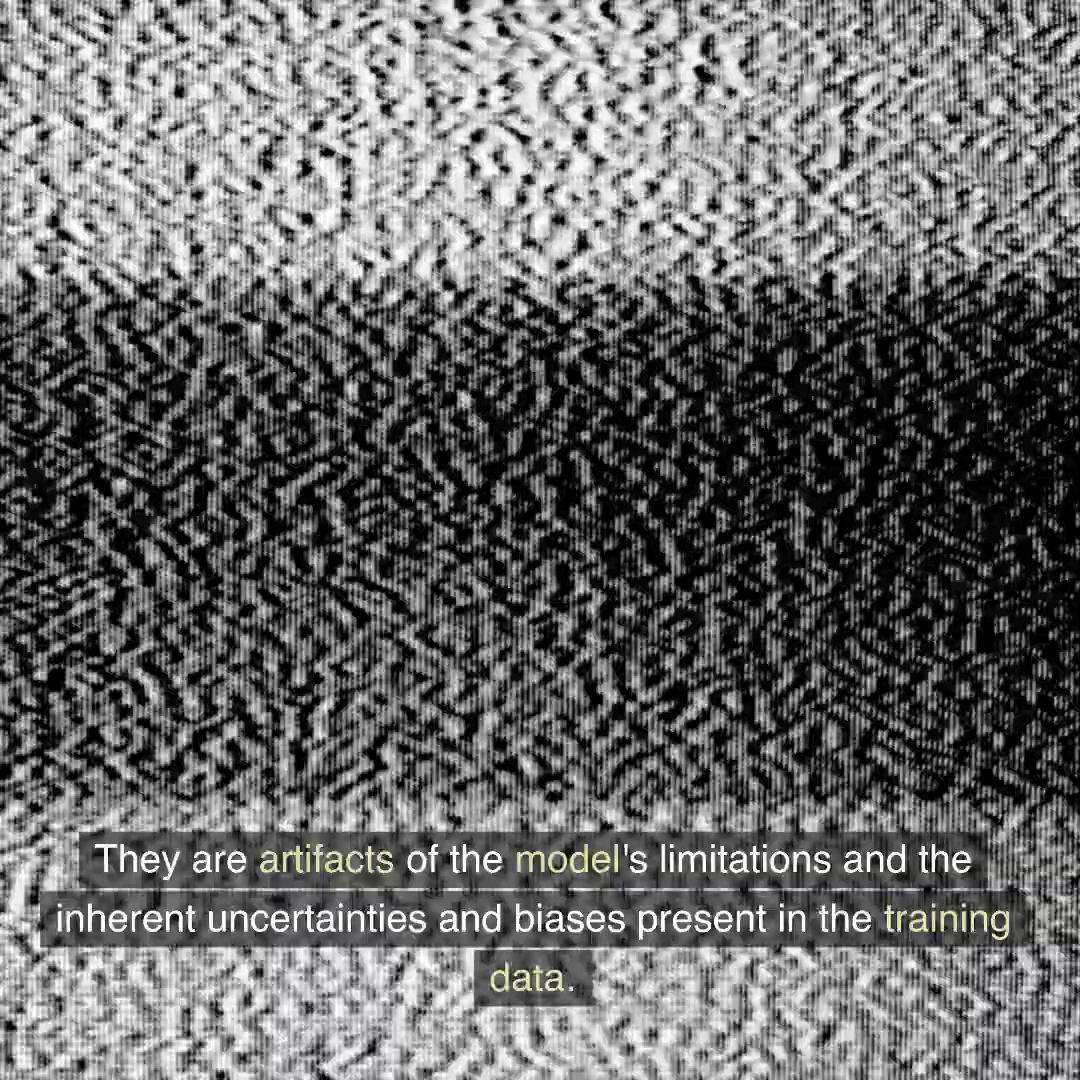 They are artifacts of the model's limitations and the
inherent uncertainties and biases present in the training
data.